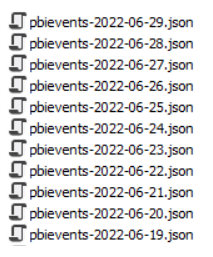 pbievents-2022-06-29.json
pbievents-2022-06-28.json
pbievents-2022-06-27.json
pbievents-2022-06-26.json
pbievents-2022-06-25.json
pbievents-2022-06-24.json
pbievents-2022-06-23.json
pbievents-2022-06-22.json
pbievents-2022-06-21.json
pbievents-2022-06-20.json
pbievents-2022-06-19.json